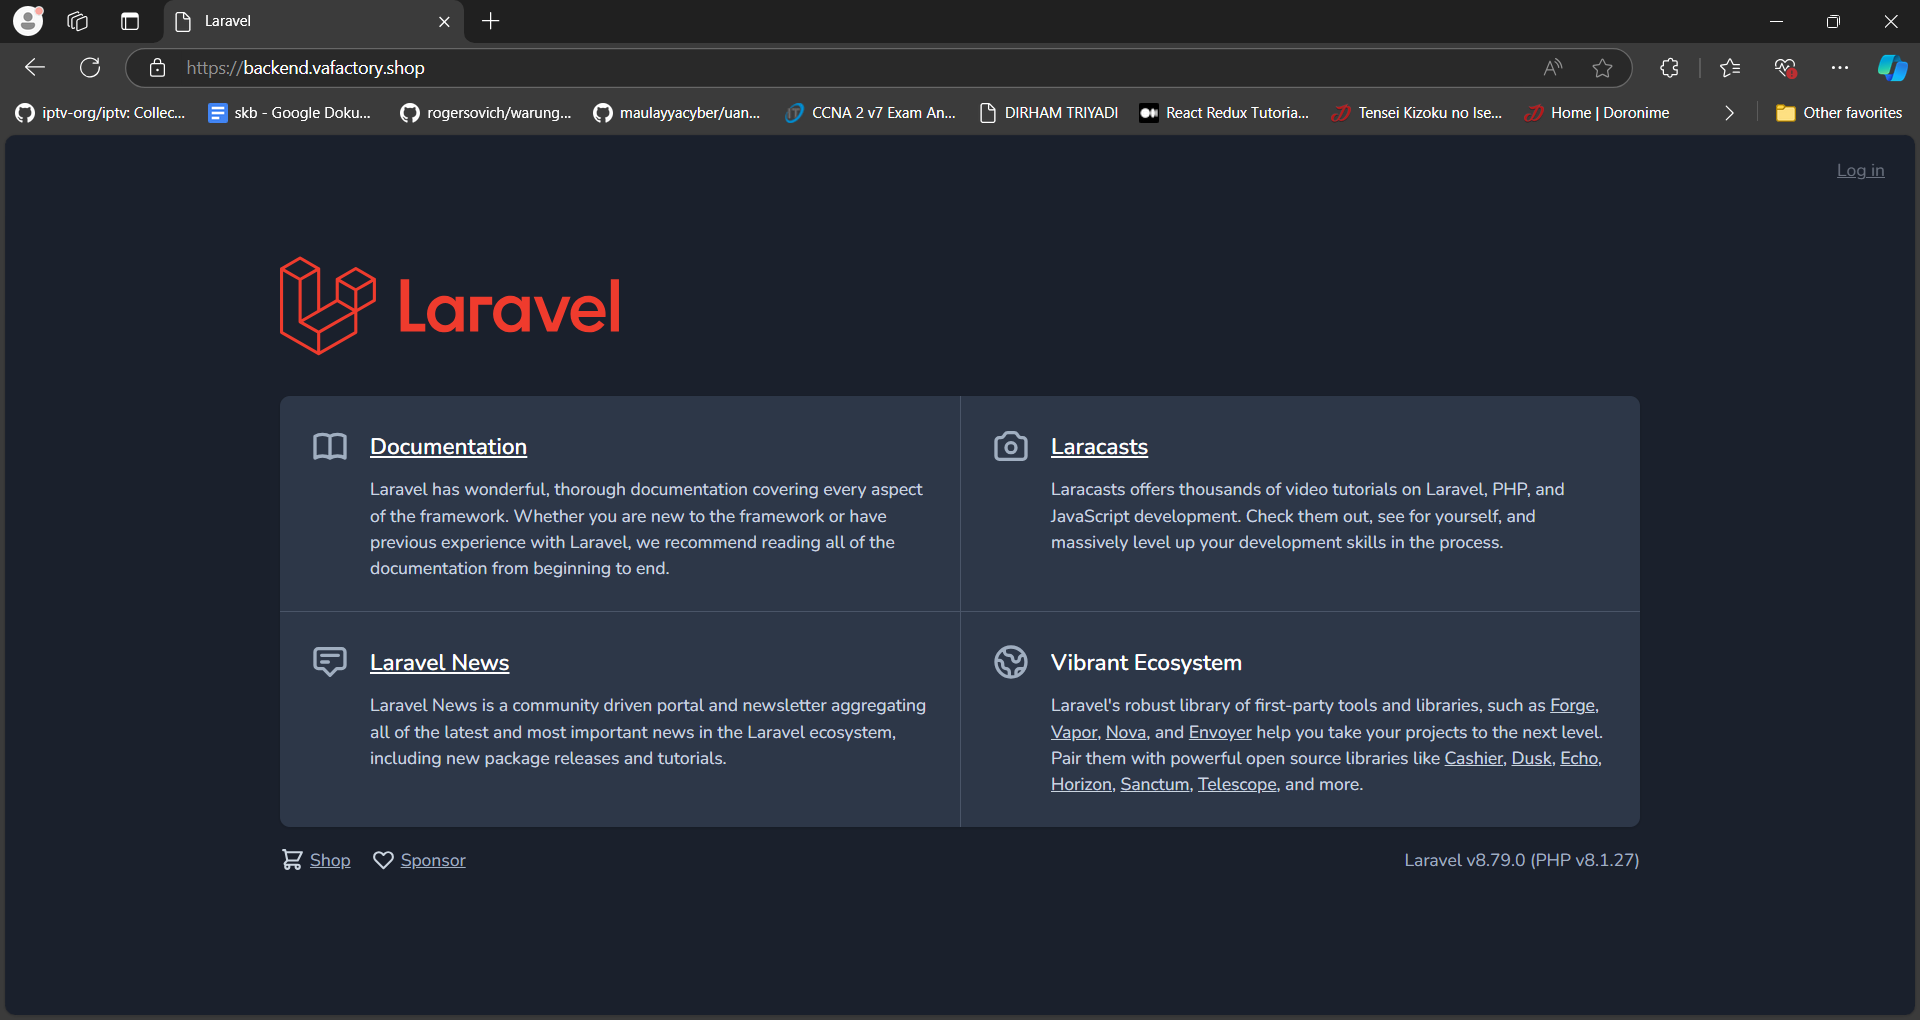 Laravel
https://backend.vafactory.shop
iptv-org/iptv: Collec...
skb - Google Doku...
rogersovich/warung...
maulayyacyber/uan...
CCNA 2 v7 Exam An...
DIRHAM TRIYADI
React Redux Tutoria...
Tensei Kizoku no Ise...
Home | Doronime
Other favorites
Log in
Laravel
Documentation
Laravel has wonderful, thorough documentation covering every aspect
of the framework. Whether you are new to the framework or have
previous experience with Laravel, we recommend reading all of the
documentation from beginning to end.
Laracasts
Laracasts offers thousands of video tutorials on Laravel, PHP, and
JavaScript development. Check them out, see for yourself, and
massively level up your development skills in the process.
Laravel News
Laravel News is a community driven portal and newsletter aggregating
all of the latest and most important news in the Laravel ecosystem,
including new package releases and tutorials.
Vibrant Ecosystem
Laravel's robust library of first-party tools and libraries, such as Forge,
Vapor, Nova, and Envoyer help you take your projects to the next level.
Pair them with powerful open source libraries like Cashier, Dusk, Echo,
Horizon, Sanctum, Telescope, and more.
Shop
Sponsor
Laravel v8.79.0 (PHP v8.1.27)